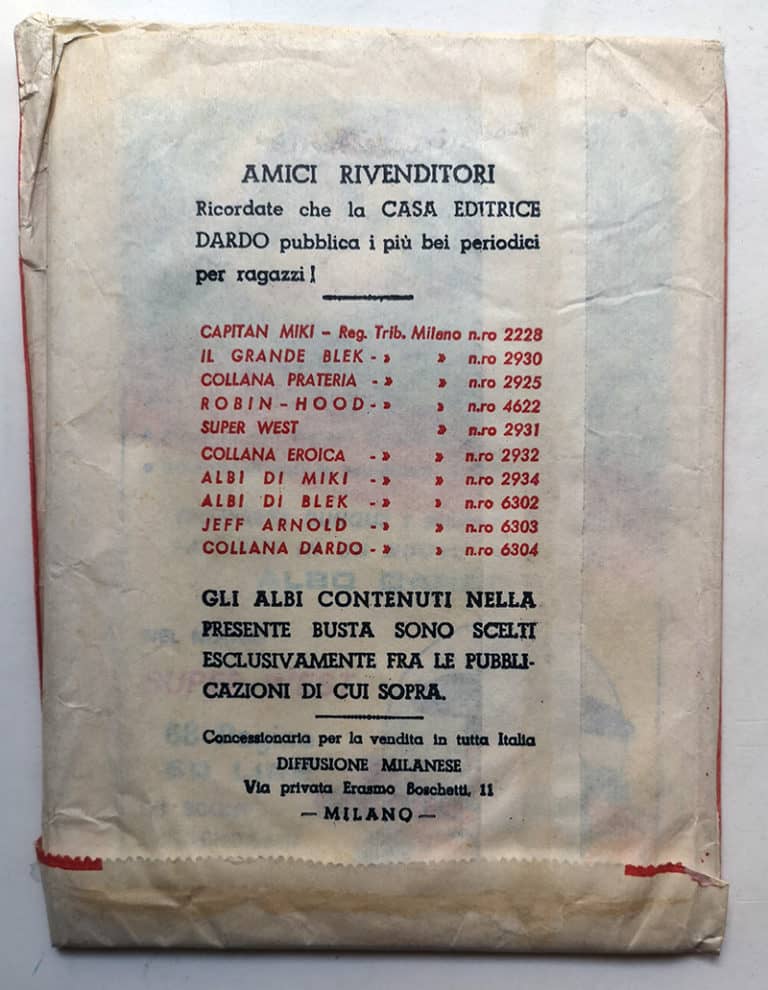 AMICI RIVENDITORI
Ricordate che la CASA EDITRICE
DARDO pubblica i più bei periodici
per ragazzi!
CAPITAN MIKI - Reg. Trib. Milano n.ro 2228
IL GRANDE BLEK - » » n.ro 2930
COLLANA PRATERIA - » » n.ro 2925
ROBIN-HOOD - » » n.ro 4622
SUPER WEST » n.ro 2931
COLLANA EROICA - » » n.ro 2932
ALBI DI MIKI - » » n.ro 2934
ALBI DI BLEK - » » n.ro 6302
JEFF ARNOLD - » » n.ro 6303
COLLANA DARDO - » » n.ro 6304
GLI ALBI CONTENUTI NELLA
PRESENTE BUSTA SONO SCELTI
ESCLUSIVAMENTE FRA LE PUBBLI-
CAZIONI DI CUI SOPRA.
Concessionaria per la vendita in tutta Italia
DIFFUSIONE MILANESE
Via privata Erasmo Boschetti, 11
- MILANO -